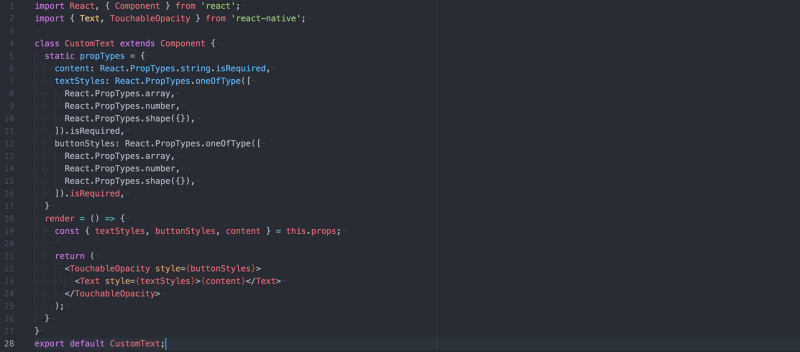 1 import React, { Component } from 'react';
2 import { Text, TouchableOpacity } from 'react-native';
3
4 class CustomText extends Component {
5   static propTypes = {
6     content: React.PropTypes.string.isRequired,
7     textStyles: React.PropTypes.oneOfType([
8       React.PropTypes.array,
9       React.PropTypes.number,
10       React.PropTypes.shape({}),
11     ]).isRequired,
12     buttonStyles: React.PropTypes.oneOfType([
13       React.PropTypes.array,
14       React.PropTypes.number,
15       React.PropTypes.shape({}),
16     ]).isRequired,
17   }
18   render = () => {
19     const { textStyles, buttonStyles, content } = this.props;
20
21     return (
22       <TouchableOpacity style={buttonStyles}>
23         <Text style={textStyles}>{content}</Text>
24       </TouchableOpacity>
25     );
26   }
27 }
28 export default CustomText;